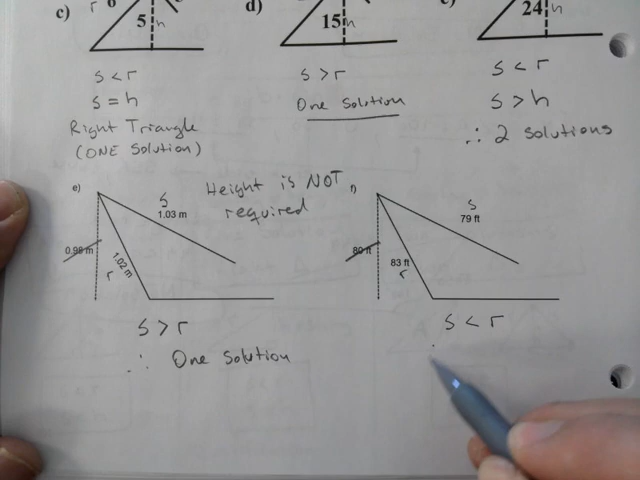 c) r 6 5 h
d) 15 h
e) 24 h
s < r
s = h
Right Triangle
(ONE Solution)
s > r
One Solution
s < r
s > h
∴ 2 solutions
e)
s
1.03 m
0.98 m
1.02 m
r
Height is NOT
required
f)
s
79 ft
80 ft
83 ft
r
s > r
∴ One Solution
s < r